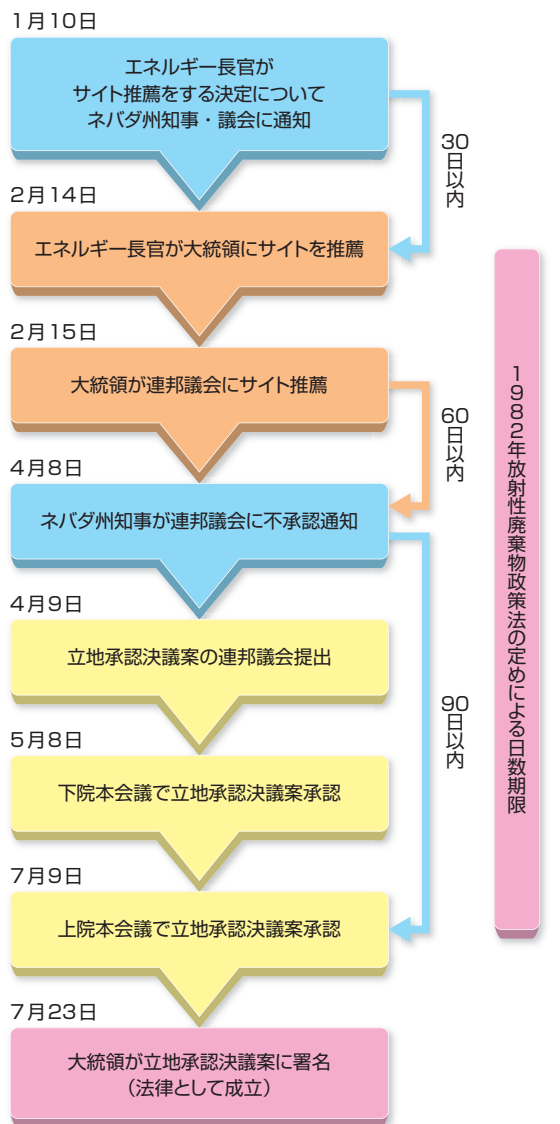 1月10日
エネルギー長官が
サイト推薦をする決定について
ネバダ州知事・議会に通知
30日以内
2月14日
エネルギー長官が大統領にサイトを推薦
2月15日
大統領が連邦議会にサイト推薦
60日以内
4月8日
ネバダ州知事が連邦議会に不承認通知
4月9日
立地承認決議案の連邦議会提出
90日以内
5月8日
下院本会議で立地承認決議案承認
7月9日
上院本会議で立地承認決議案承認
7月23日
大統領が立地承認決議案に署名
（法律として成立）
1982年放射性廃棄物政策法の定めによる日数期限